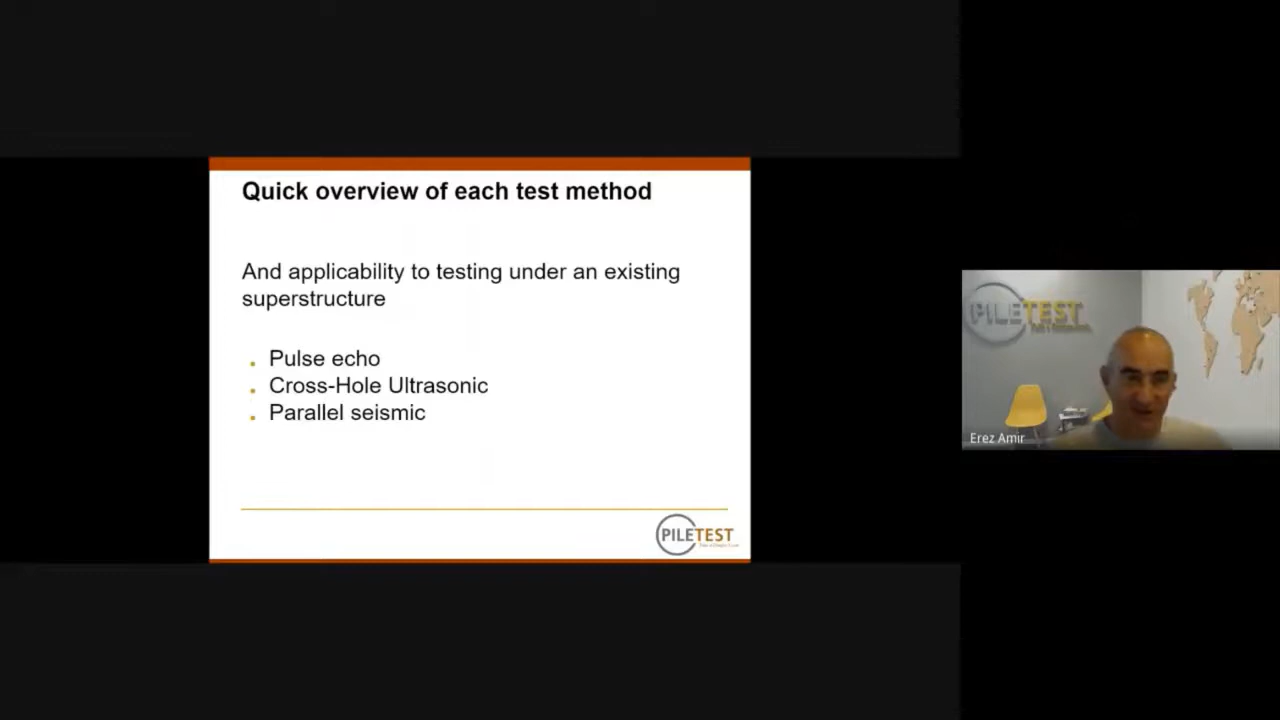 Quick overview of each test method
And applicability to testing under an existing
superstructure
Pulse echo
Cross-Hole Ultrasonic
Parallel seismic
PILETEST
PILETEST
Erez Amir